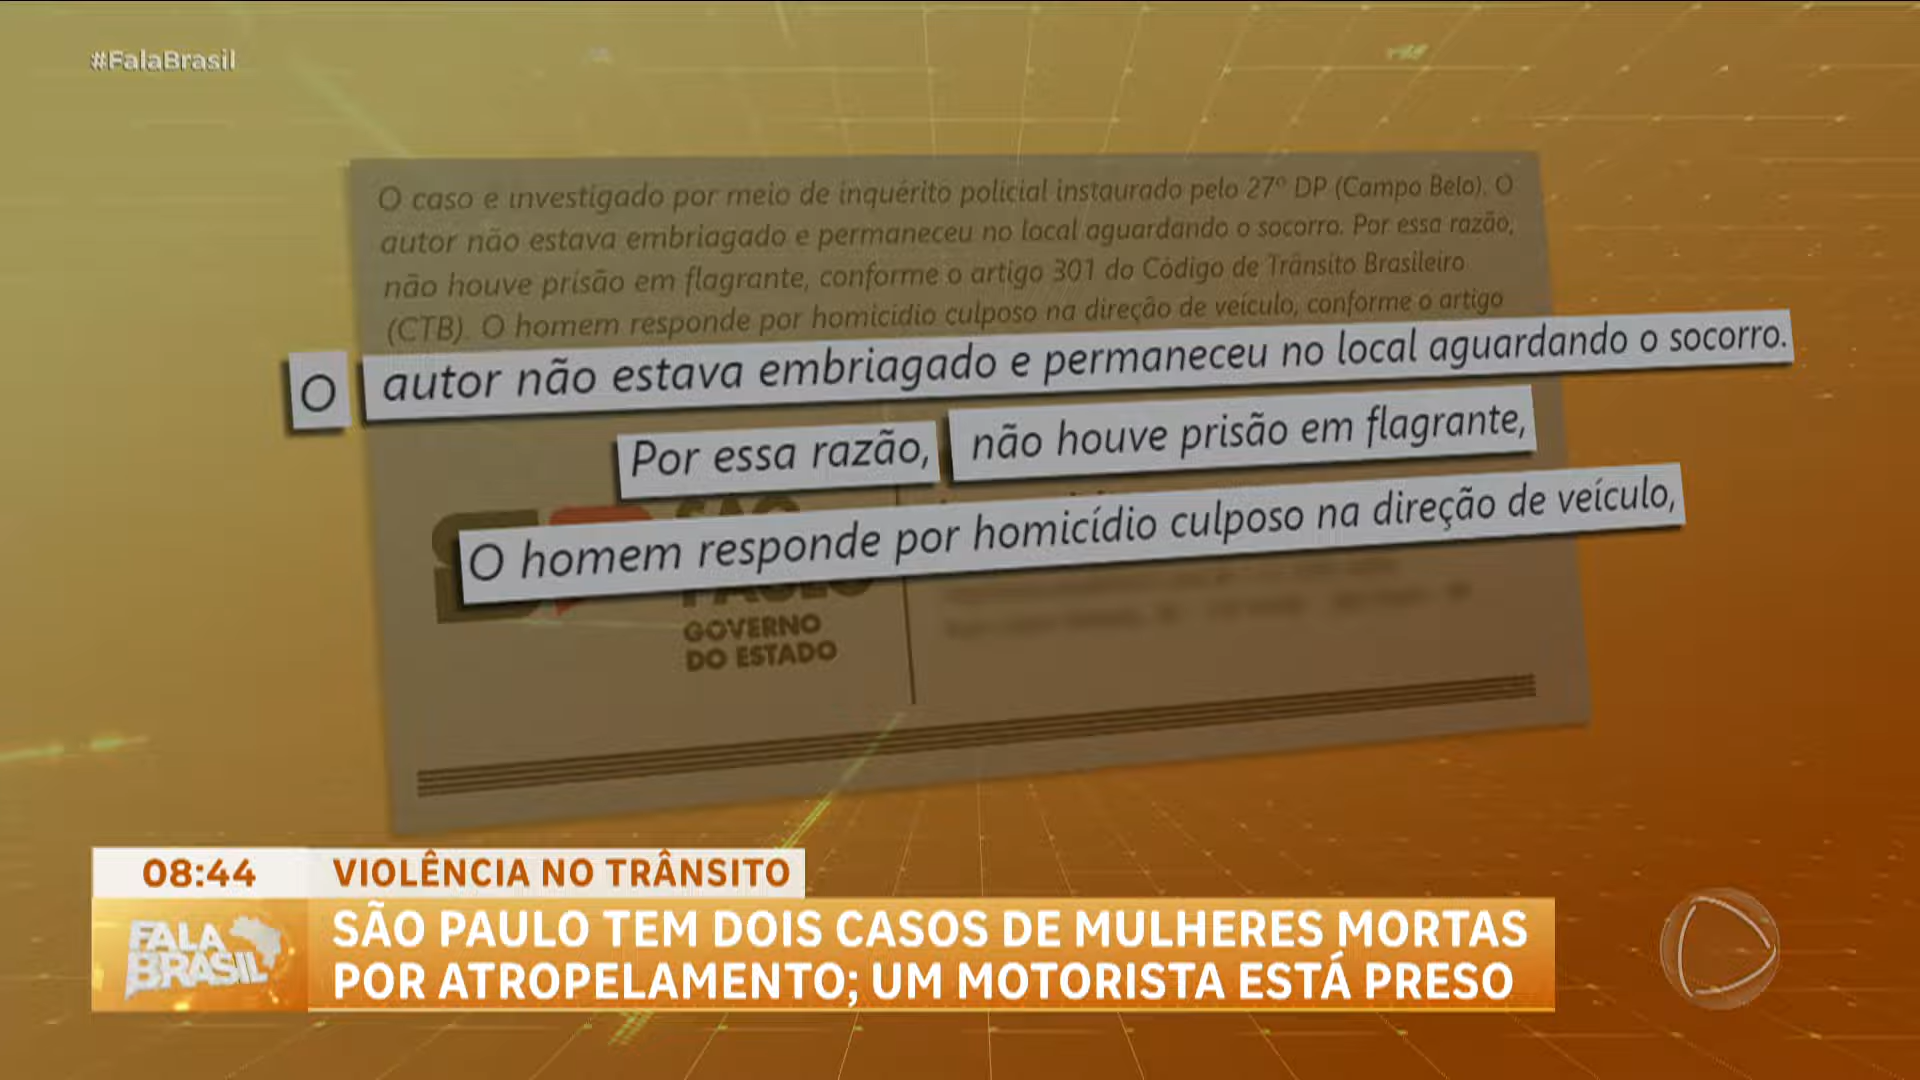 #FalaBrasil
O caso e investigado por meio de inquérito policial instaurado pelo 27º DP (Campo Belo). O
autor não estava embriagado e permaneceu no local aguardando o socorro. Por essa razão,
não houve prisão em flagrante, conforme o artigo 301 do Código de Trânsito Brasileiro
(CTB). O homem responde por homicídio culposo na direção de veículo, conforme o artigo
O autor não estava embriagado e permaneceu no local aguardando o socorro.
Por essa razão, não houve prisão em flagrante,
O homem responde por homicídio culposo na direção de veículo,
GOVERNO
DO ESTADO
08:44 VIOLÊNCIA NO TRÂNSITO
FALA
BRASIL
SÃO PAULO TEM DOIS CASOS DE MULHERES MORTAS
POR ATROPELAMENTO; UM MOTORISTA ESTÁ PRESO